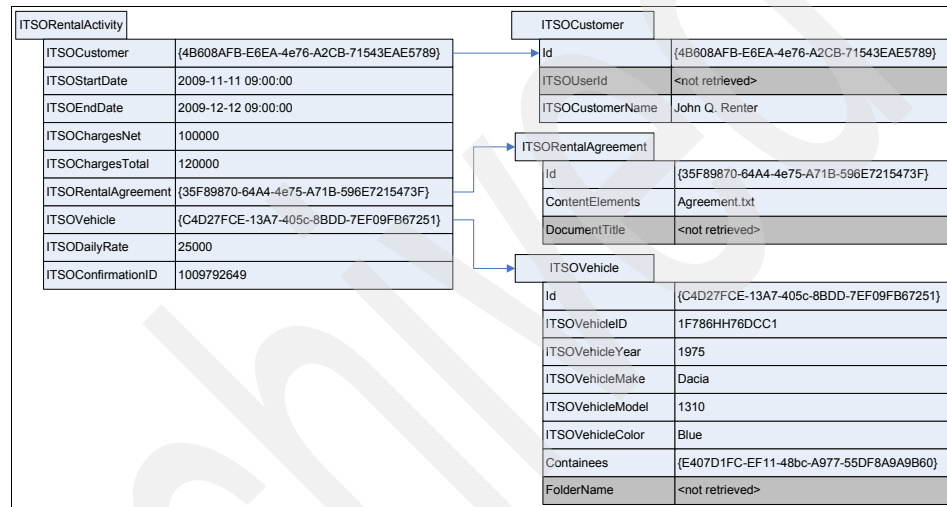 ITSORentalActivity
ITSOCustomer {4B608AFB-E6EA-4e76-A2CB-71543EAE5789}
ITSOStartDate 2009-11-11 09:00:00
ITSOEndDate 2009-12-12 09:00:00
ITSOChargesNet 100000
ITSOChargesTotal 120000
ITSORentalAgreement {35F89870-64A4-4e75-A71B-596E7215473F}
ITSOVehicle {C4D27FCE-13A7-405c-8BDD-7EF09FB67251}
ITSODailyRate 25000
ITSOConfirmationID 1009792649
ITSOCustomer
Id {4B608AFB-E6EA-4e76-A2CB-71543EAE5789}
ITSOUserId <not retrieved>
ITSOCustomerName John Q. Renter
ITSORentalAgreement
Id {35F89870-64A4-4e75-A71B-596E7215473F}
ContentElements Agreement.txt
DocumentTitle <not retrieved>
ITSOVehicle
Id {C4D27FCE-13A7-405c-8BDD-7EF09FB67251}
ITSOVehicleID 1F786HH76DCC1
ITSOVehicleYear 1975
ITSOVehicleMake Dacia
ITSOVehicleModel 1310
ITSOVehicleColor Blue
Containees {E407D1FC-EF11-48bc-A977-55DF8A9A9B60}
FolderName <not retrieved>